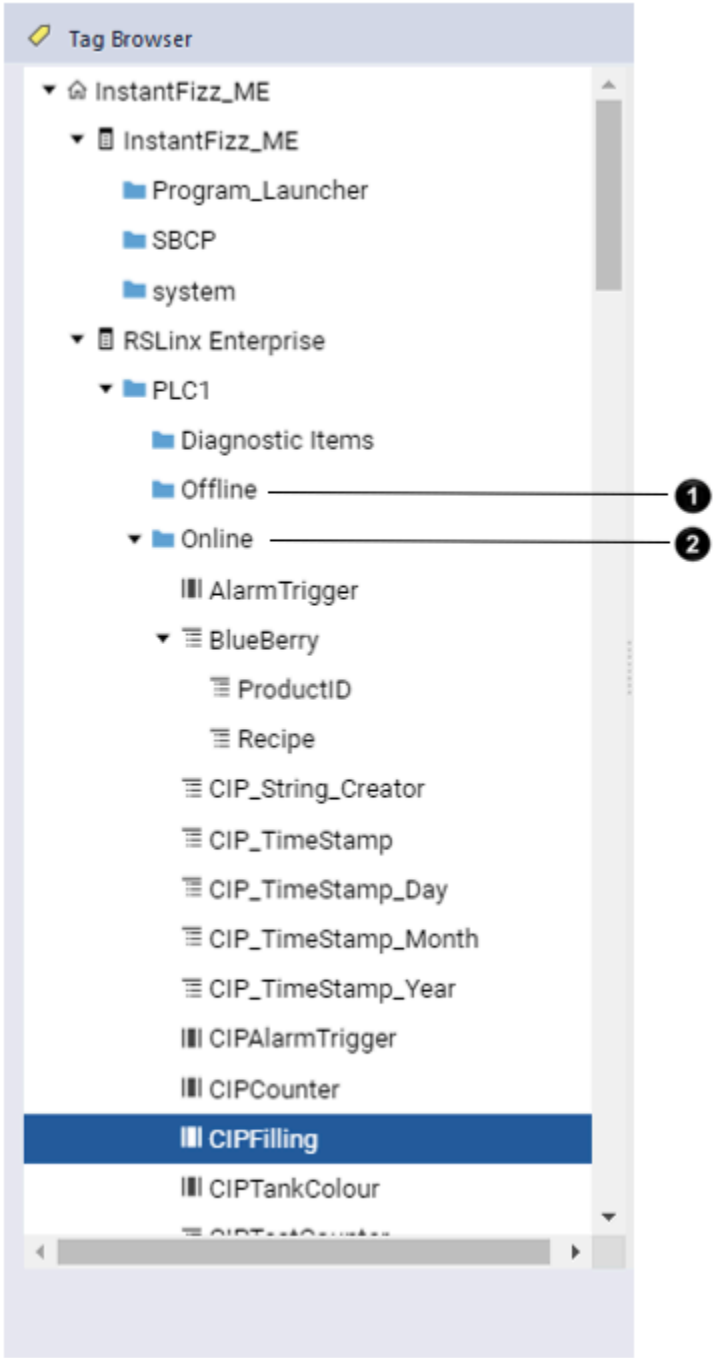 Tag Browser
InstantFizz_ME
InstantFizz_ME
Program_Launcher
SBCP
system
RSLinx Enterprise
PLC1
Diagnostic Items
Offline 1
Online 2
AlarmTrigger
BlueBerry
ProductID
Recipe
CIP_String_Creator
CIP_TimeStamp
CIP_TimeStamp_Day
CIP_TimeStamp_Month
CIP_TimeStamp_Year
CIPAlarmTrigger
CIPCounter
CIPFilling
CIPTankColour